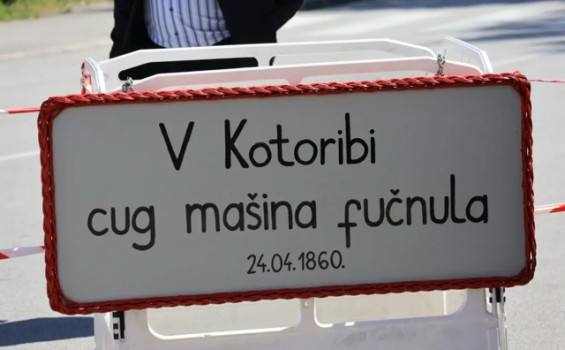 V Kotoribi
cug mašina fučnula
24.04.1860.